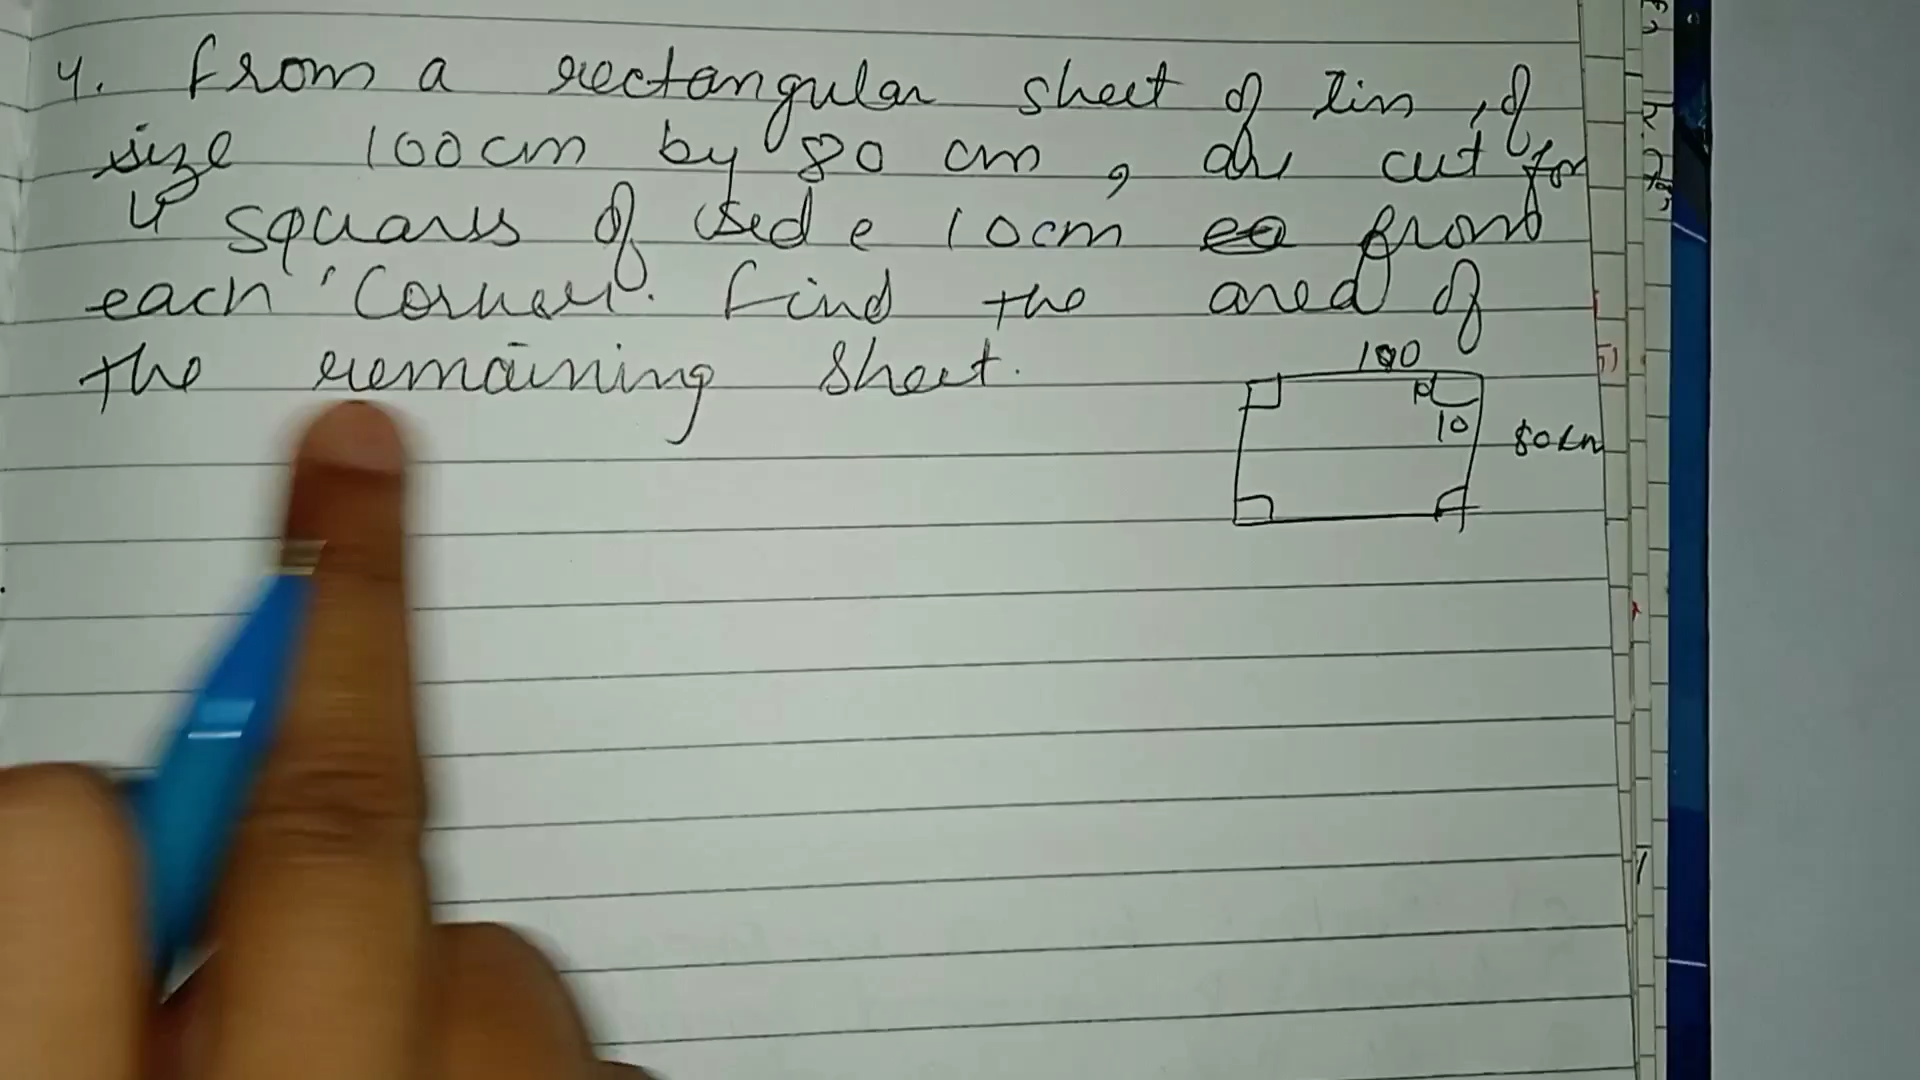 4. From a rectangular sheet of tin, of
size 100cm by 80 cm, are cut for
4 squares of side 10cm from
each corner. Find the area of
the remaining sheet.
100
10
10
80cm